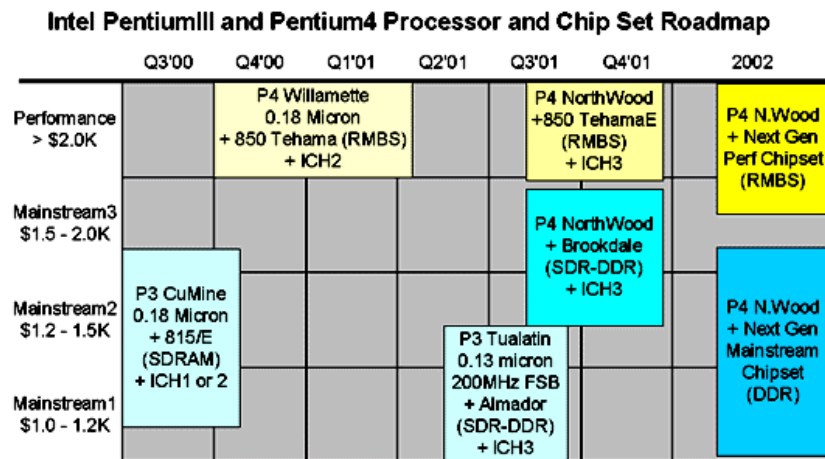 Intel PentiumIII and Pentium4 Processor and Chip Set Roadmap
Q3'00 Q4'00 Q1'01 Q2'01 Q3'01 Q4'01 2002
Performance
> $2.0K
P4 Willamette
0.18 Micron
+ 850 Tehama (RMBS)
+ ICH2
P4 NorthWood
+850 TehamaE
(RMBS)
+ ICH3
P4 N.Wood
+ Next Gen
Perf Chipset
(RMBS)
Mainstream3
$1.5 - 2.0K
P4 NorthWood
+ Brookdale
(SDR-DDR)
+ ICH3
Mainstream2
$1.2 - 1.5K
P3 CuMine
0.18 Micron
+ 815/E
(SDRAM)
+ ICH1 or 2
P3 Tualatin
0.13 micron
200MHz FSB
+ Almador
(SDR-DDR)
+ ICH3
P4 N.Wood
+ Next Gen
Mainstream
Chipset
(DDR)
Mainstream1
$1.0 - 1.2K